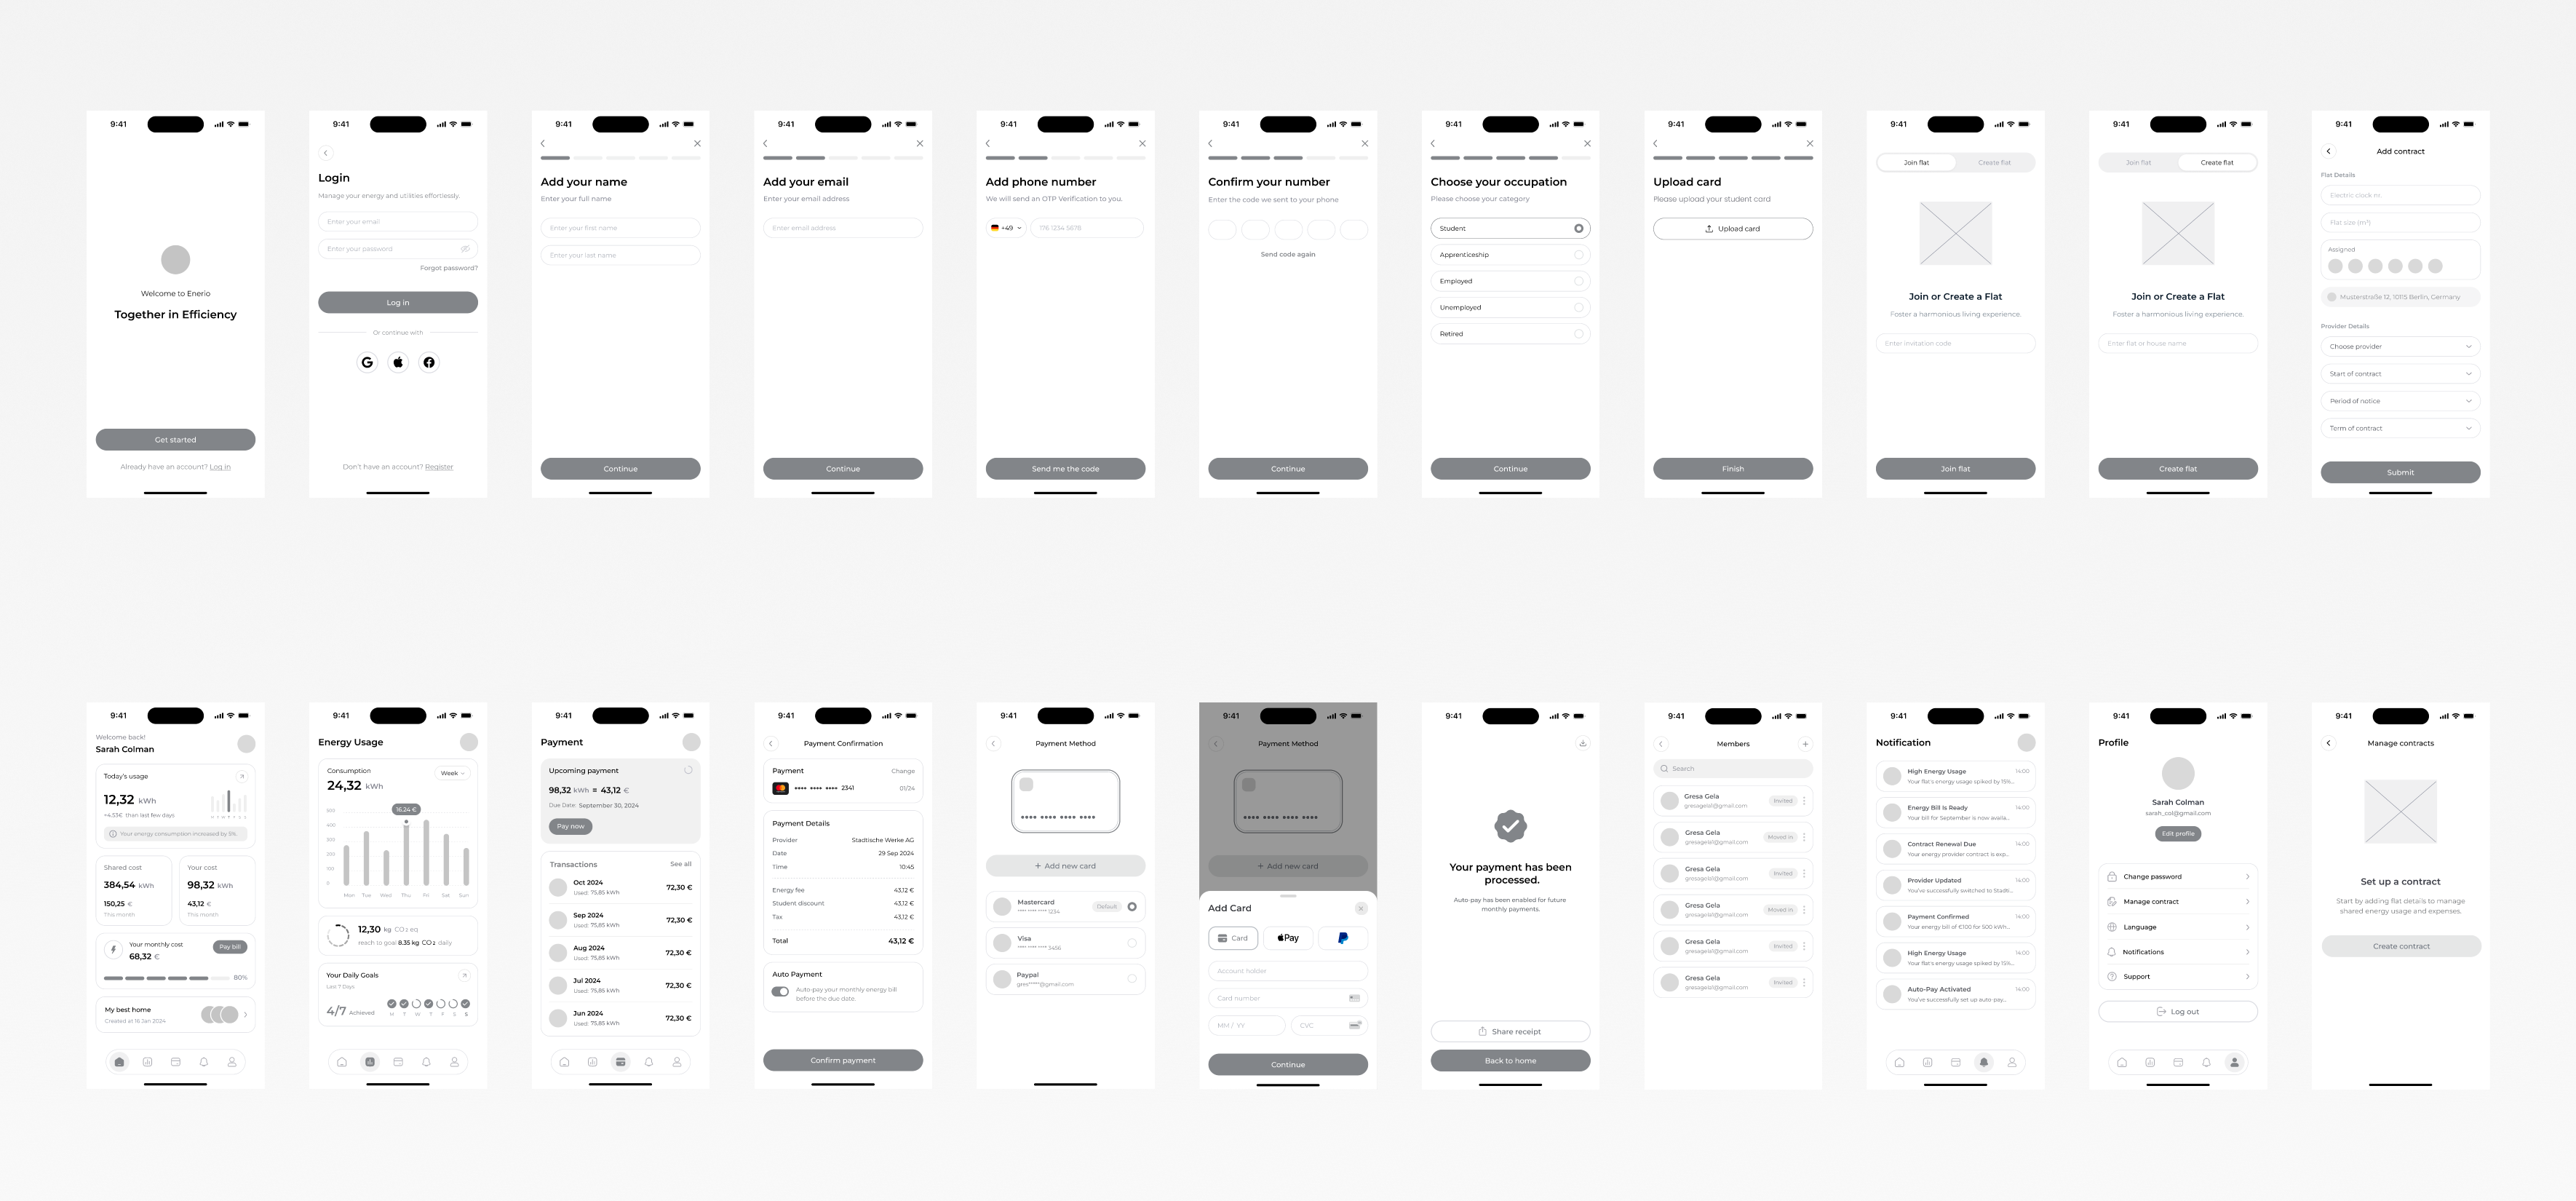 9:41
Welcome to Enerio
Together in Efficiency
Get started
Already have an account? Log in
9:41
Login
Manage your energy and utilities effortlessly.
Enter your email
Enter your password
Forgot password?
Log in
Or continue with
Don't have an account? Register
9:41
Add your name
Enter your full name
Enter your first name
Enter your last name
Continue
9:41
Add your email
Enter your email address
Enter email address
Continue
9:41
Add phone number
We will send an OTP Verification to you.
+49
176 1234 5678
Send me the code
9:41
Confirm your number
Enter the code we sent to your phone
Send code again
Continue
9:41
Choose your occupation
Please choose your category
Student
Apprenticeship
Employed
Unemployed
Retired
Continue
9:41
Upload card
Please upload your student card
Upload card
Finish
9:41
Join flat Create flat
Join or Create a Flat
Foster a harmonious living experience.
Enter invitation code
Join flat
9:41
Join flat Create flat
Join or Create a Flat
Foster a harmonious living experience.
Enter flat or house name
Create flat
9:41
Add contract
Flat Details
Electric clock nr.
Flat size (m²)
Assigned
Musterstraße 12, 10115 Berlin, Germany
Provider Details
Choose provider
Start of contract
Period of notice
Term of contract
Submit
9:41
Welcome back!
Sarah Colman
Today's usage
12,32 kWh
than last few days
Your energy consumption increased by 5%.
Shared cost
384,54 kWh
150,25 €
This month
Your cost
98,32 kWh
43,12 €
This month
Your monthly cost
68,32 €
Pay bill
80%
My best home
Created at 16 Jan 2024
9:41
Energy Usage
Consumption
24,32 kWh
Week
16,24 €
500
400
300
200
100
0
Mon Tue Wed Thu Fri Sat Sun
12,30 kg CO2 eq
reach to goal 8.35 kg CO2 daily
Your Daily Goals
Last 7 Days
4/7 Achieved
M T W T F S S
9:41
Payment
Upcoming payment
98,32 kWh = 43,12 €
Due Date: September 30, 2024
Pay now
Transactions See all
Oct 2024
Used: 75,85 kWh
72,30 €
Sep 2024
Used: 75,85 kWh
72,30 €
Aug 2024
Used: 75,85 kWh
72,30 €
Jul 2024
Used: 75,85 kWh
72,30 €
Jun 2024
Used: 75,85 kWh
72,30 €
9:41
Payment Confirmation
Payment Change
•••• •••• •••• 2341 01/24
Payment Details
Provider Stadtische Werke AG
Date 29 Sep 2024
Time 10:45
Energy fee 43,12 €
Student discount 43,12 €
Tax 43,12 €
Total 43,12 €
Auto Payment
Auto-pay your monthly energy bill
before the due date.
Confirm payment
9:41
Payment Method
•••• •••• •••• ••••
+ Add new card
Mastercard
**** **** **** 1234
Default
Visa
**** **** **** 3456
Paypal
gres*****@gmail.com
9:41
Payment Method
•••• •••• •••• ••••
+ Add new card
Add Card
Card
Pay
Account holder
Card number
MM / YY
CVC
Continue
9:41
Your payment has been
processed.
Auto-pay has been enabled for future
monthly payments.
Share receipt
Back to home
9:41
Members
Search
Gresa Gela
gresagela1@gmail.com
Invited
Gresa Gela
gresagela1@gmail.com
Moved in
Gresa Gela
gresagela1@gmail.com
Invited
Gresa Gela
gresagela1@gmail.com
Moved in
Gresa Gela
gresagela1@gmail.com
Invited
Gresa Gela
gresagela1@gmail.com
Invited
9:41
Notification
High Energy Usage 14:00
Your flat's energy usage spiked by 15%...
Energy Bill Is Ready 14:00
Your bill for September is now availa...
Contract Renewal Due 14:00
Your energy provider contract is exp...
Provider Updated 14:00
You've successfully switched to Stadt...
Payment Confirmed 14:00
Your energy bill of €100 for 500 kWh...
High Energy Usage 14:00
Your flat's energy usage spiked by 15%...
Auto-Pay Activated 14:00
You've successfully set up auto-pay...
9:41
Profile
Sarah Colman
sarah_col@gmail.com
Edit profile
Change password
Manage contract
Language
Notifications
Support
Log out
9:41
Manage contracts
Set up a contract
Start by adding flat details to manage
shared energy usage and expenses.
Create contract